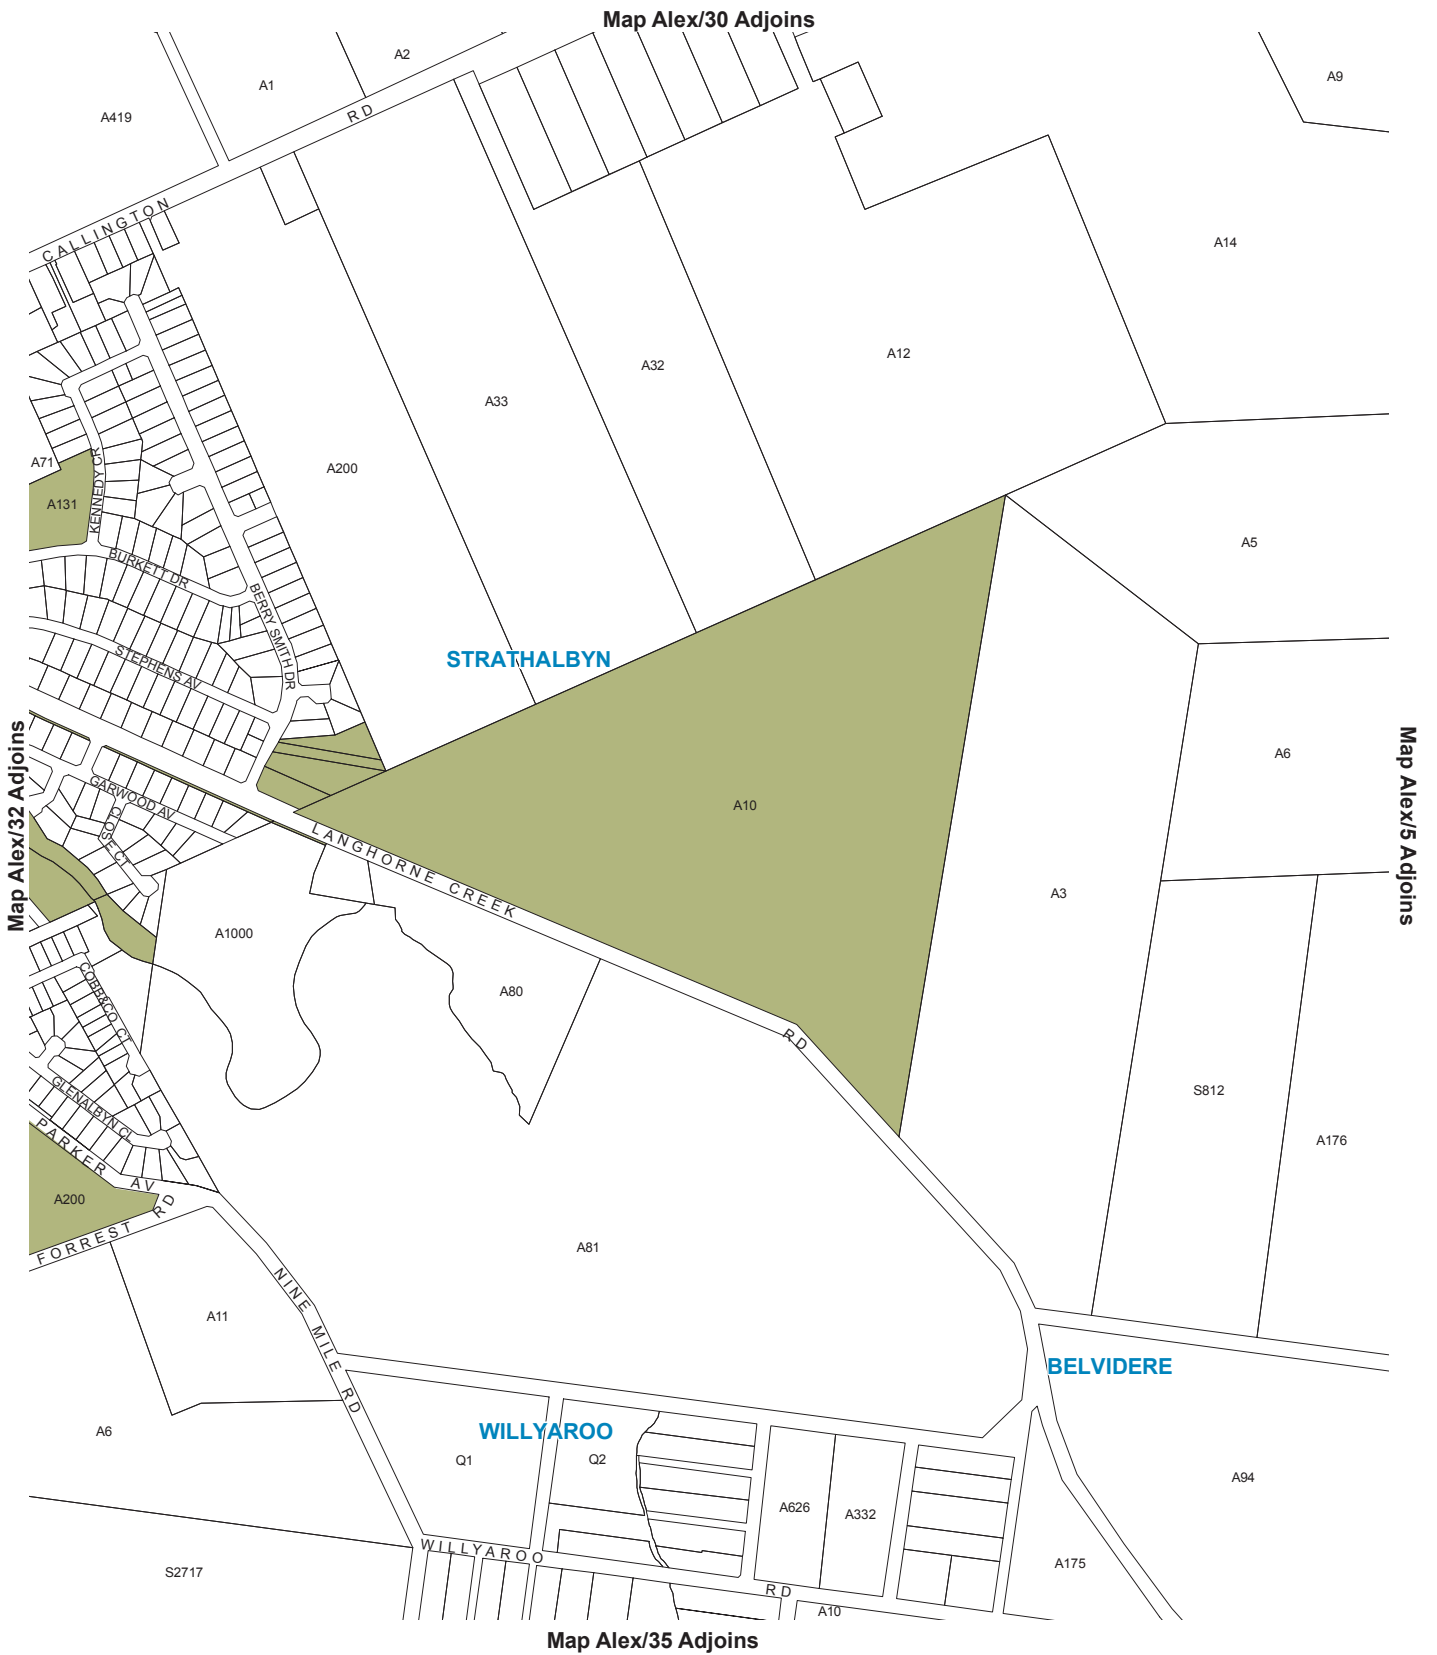 Map Alex/30 Adjoins
A2
A1
A9
A419
RD
CALLINGTON
A14
A12
A32
A33
A71
A200
A131
KENNEDY CR
A5
BURKETT DR
BERRY SMITH DR
STEPHENS AV
STRATHALBYN
A6
Map Alex/32 Adjoins
Map Alex/5 Adjoins
GARWOOD AV
CLOSE CT
A10
LANGHORNE CREEK
A3
A1000
A80
COBB&CO CT
RD
GLENALBYN CL
S812
PARKER AV
A176
A200
RD
FORREST
A81
NINE MILE RD
A11
BELVIDERE
A6
WILLYAROO
Q1
Q2
A94
A626
A332
WILLYAROO
A175
S2717
RD
A10
Map Alex/35 Adjoins